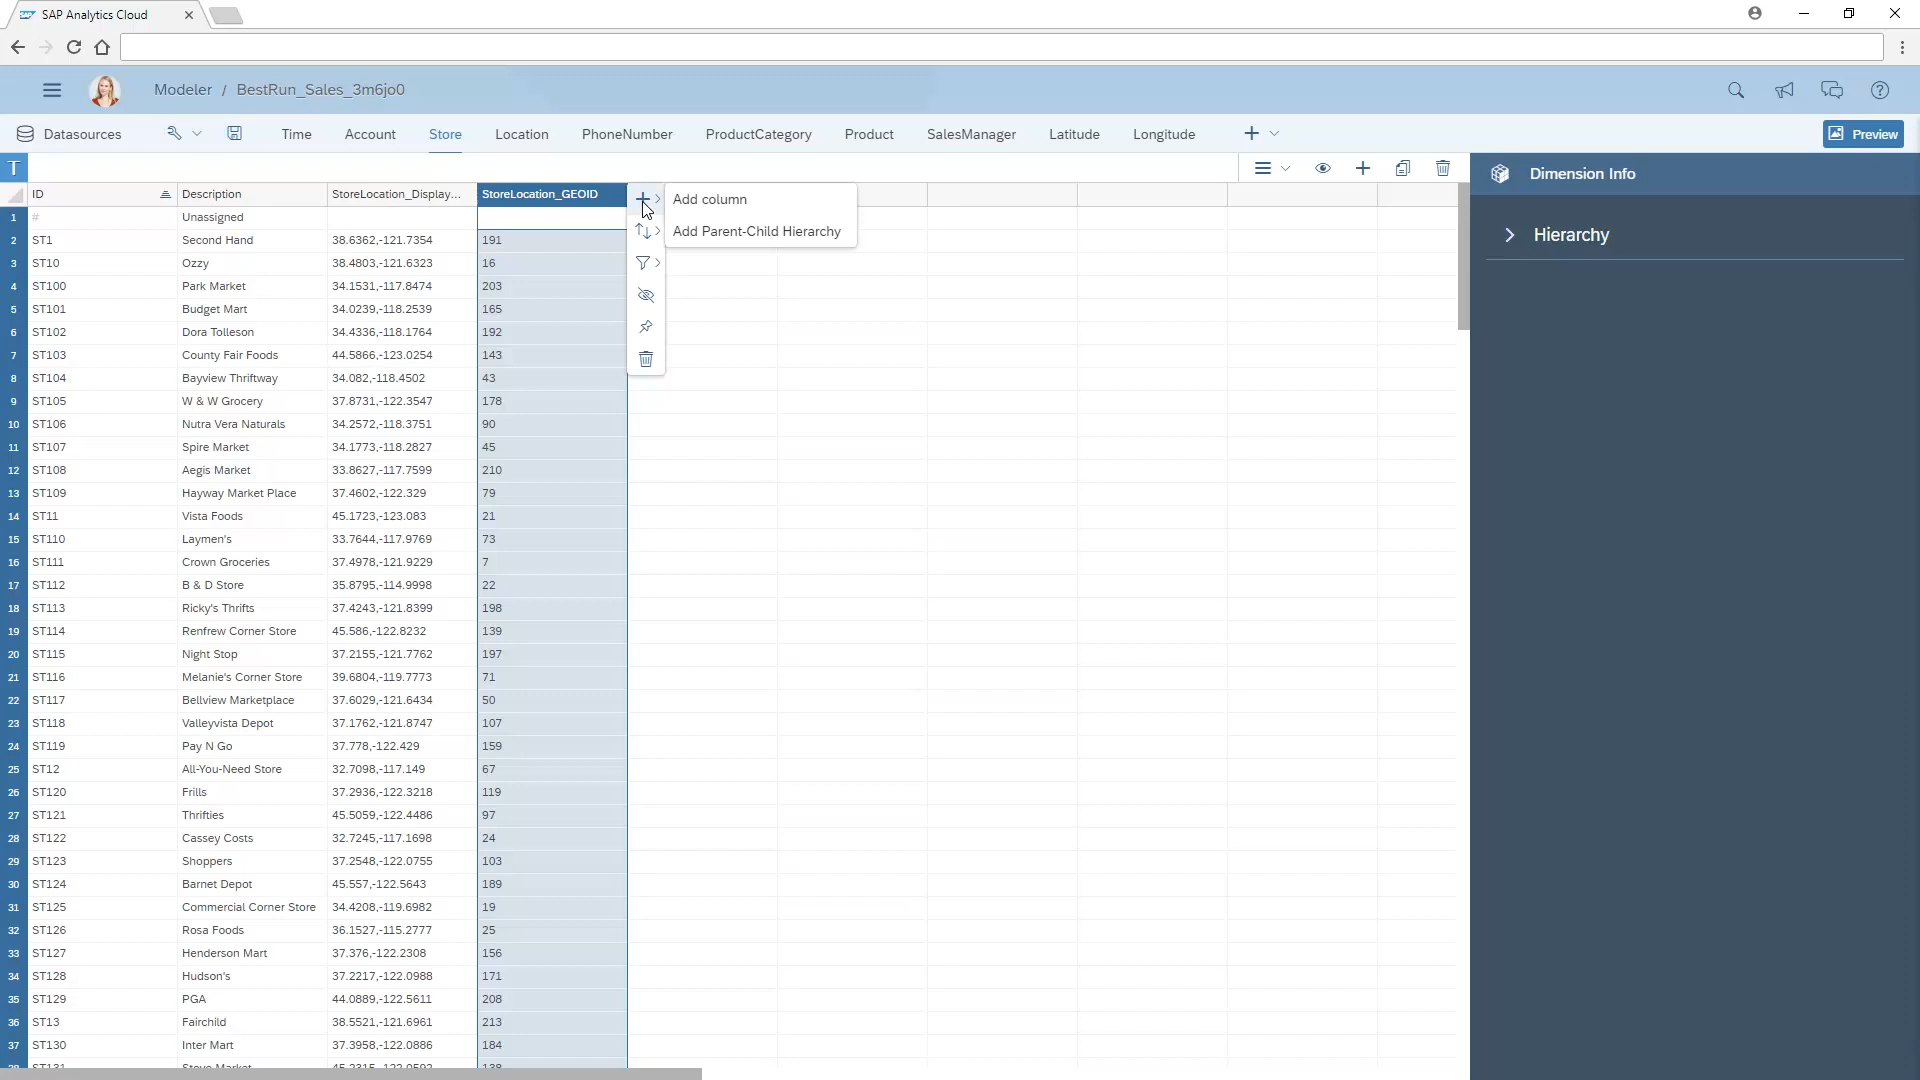 SAP Analytics Cloud
Modeler / BestRun_Sales_3m6jo0
Datasources Time Account Store Location PhoneNumber ProductCategory Product SalesManager Latitude Longitude Preview
T
Dimension Info
Hierarchy
ID Description StoreLocation_Display... StoreLocation_GEOID
Add column
Add Parent-Child Hierarchy
1 # Unassigned
2 ST1 Second Hand 38.6362,-121.7354 191
3 ST10 Ozzy 38.4803,-121.6323 16
4 ST100 Park Market 34.1531,-117.8474 203
5 ST101 Budget Mart 34.0239,-118.2539 165
6 ST102 Dora Tolleson 34.4336,-118.1764 192
7 ST103 County Fair Foods 44.5866,-123.0254 143
8 ST104 Bayview Thriftway 34.082,-118.4502 43
9 ST105 W & W Grocery 37.8731,-122.3547 178
10 ST106 Nutra Vera Naturals 34.2572,-118.3751 90
11 ST107 Spire Market 34.1773,-118.2827 45
12 ST108 Aegis Market 33.8627,-117.7599 210
13 ST109 Hayway Market Place 37.4602,-122.329 79
14 ST11 Vista Foods 45.1723,-123.083 21
15 ST110 Laymen's 33.7644,-117.9769 73
16 ST111 Crown Groceries 37.4978,-121.9229 7
17 ST112 B & D Store 35.8795,-114.9998 22
18 ST113 Ricky's Thrifts 37.4243,-121.8399 198
19 ST114 Renfrew Corner Store 45.586,-122.8232 139
20 ST115 Night Stop 37.2155,-121.7762 197
21 ST116 Melanie's Corner Store 39.6804,-119.7773 71
22 ST117 Bellview Marketplace 37.6029,-121.6434 50
23 ST118 Valleyvista Depot 37.1762,-121.8747 107
24 ST119 Pay N Go 37.778,-122.429 159
25 ST12 All-You-Need Store 32.7098,-117.149 67
26 ST120 Frills 37.2936,-122.3218 119
27 ST121 Thrifties 45.5059,-122.4486 97
28 ST122 Cassey Costs 32.7245,-117.1698 24
29 ST123 Shoppers 37.2548,-122.0755 103
30 ST124 Barnet Depot 45.557,-122.5643 189
31 ST125 Commercial Corner Store 34.4208,-119.6982 19
32 ST126 Rosa Foods 36.1527,-115.2777 25
33 ST127 Henderson Mart 37.376,-122.2308 156
34 ST128 Hudson's 37.2217,-122.0988 171
35 ST129 PGA 44.0889,-122.5611 208
36 ST13 Fairchild 38.5521,-121.6961 213
37 ST130 Inter Mart 37.3958,-122.0886 184